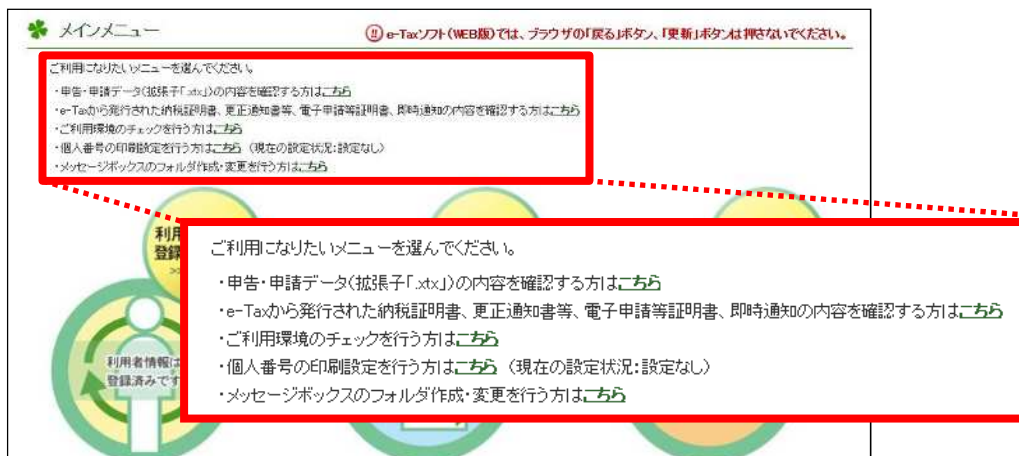 メインメニュー
(!!) e-Taxソフト(WEB版)では、ブラウザの「戻る」ボタン、「更新」ボタンは押さないでください。
ご利用になりたいメニューを選んでください。
・申告・申請データ(拡張子「.xtx」)の内容を確認する方はこちら
・e-Taxから発行された納税証明書、更正通知書等、電子申請等証明書、即時通知の内容を確認する方はこちら
・ご利用環境のチェックを行う方はこちら
・個人番号の印刷設定を行う方はこちら (現在の設定状況:設定なし)
・メッセージボックスのフォルダ作成・変更を行う方はこちら
利用
登録
>>
利用者情報は
登録済みです
ご利用になりたいメニューを選んでください。
・申告・申請データ(拡張子「.xtx」)の内容を確認する方はこちら
・e-Taxから発行された納税証明書、更正通知書等、電子申請等証明書、即時通知の内容を確認する方はこちら
・ご利用環境のチェックを行う方はこちら
・個人番号の印刷設定を行う方はこちら (現在の設定状況:設定なし)
・メッセージボックスのフォルダ作成・変更を行う方はこちら